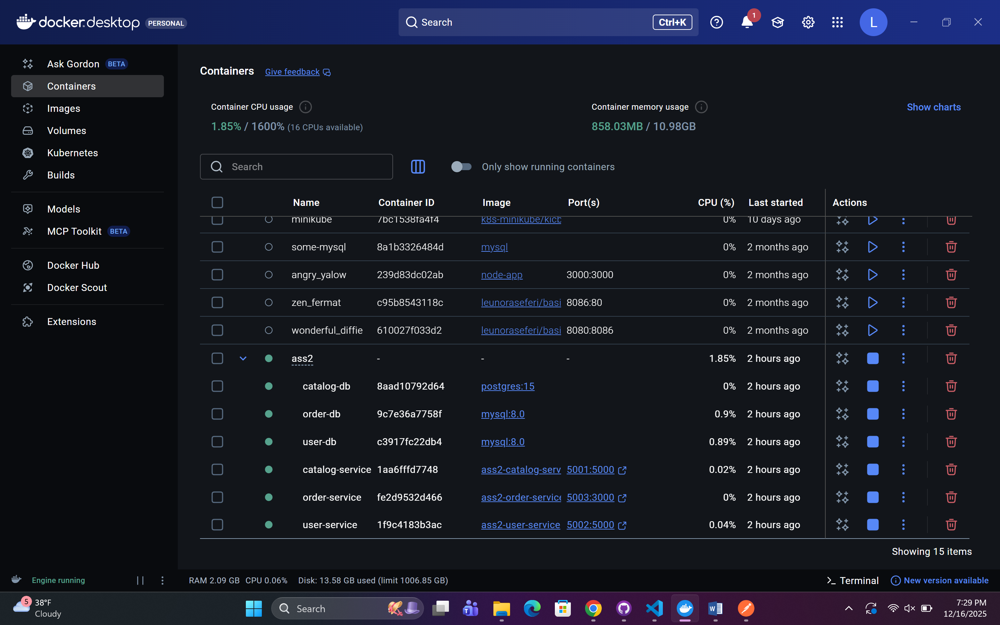 docker desktop PERSONAL
Search Ctrl+K
1
L
Ask Gordon BETA
Containers
Images
Volumes
Kubernetes
Builds
Models
MCP Toolkit BETA
Docker Hub
Docker Scout
Extensions
Containers Give feedback
Container CPU usage
1.85% / 1600% (16 CPUs available)
Container memory usage
858.03MB / 10.98GB
Show charts
Search
Only show running containers
Name Container ID Image Port(s) CPU (%) Last started Actions
minikube 7bc1538fa4f4 k8s-minikube/kicb 0% 10 days ago
some-mysql 8a1b3326484d mysql 0% 2 months ago
angry_yalow 239d83dc02ab node-app 3000:3000 0% 2 months ago
zen_fermat c95b8543118c leunoraseferi/basi 8086:80 0% 2 months ago
wonderful_diffie 610027f033d2 leunoraseferi/basi 8080:8086 0% 2 months ago
ass2 - - - 1.85% 2 hours ago
catalog-db 8aad10792d64 postgres:15 0% 2 hours ago
order-db 9c7e36a7758f mysql:8.0 0.9% 2 hours ago
user-db c3917fc22db4 mysql:8.0 0.89% 2 hours ago
catalog-service 1aa6fffd7748 ass2-catalog-serv 5001:5000 0.02% 2 hours ago
order-service fe2d9532d466 ass2-order-service 5003:3000 0% 2 hours ago
user-service 1f9c4183b3ac ass2-user-service 5002:5000 0.04% 2 hours ago
Showing 15 items
Engine running
RAM 2.09 GB CPU 0.06% Disk: 13.58 GB used (limit 1006.85 GB)
>_ Terminal
New version available
5
38°F
Cloudy
Search
7:29 PM
12/16/2025